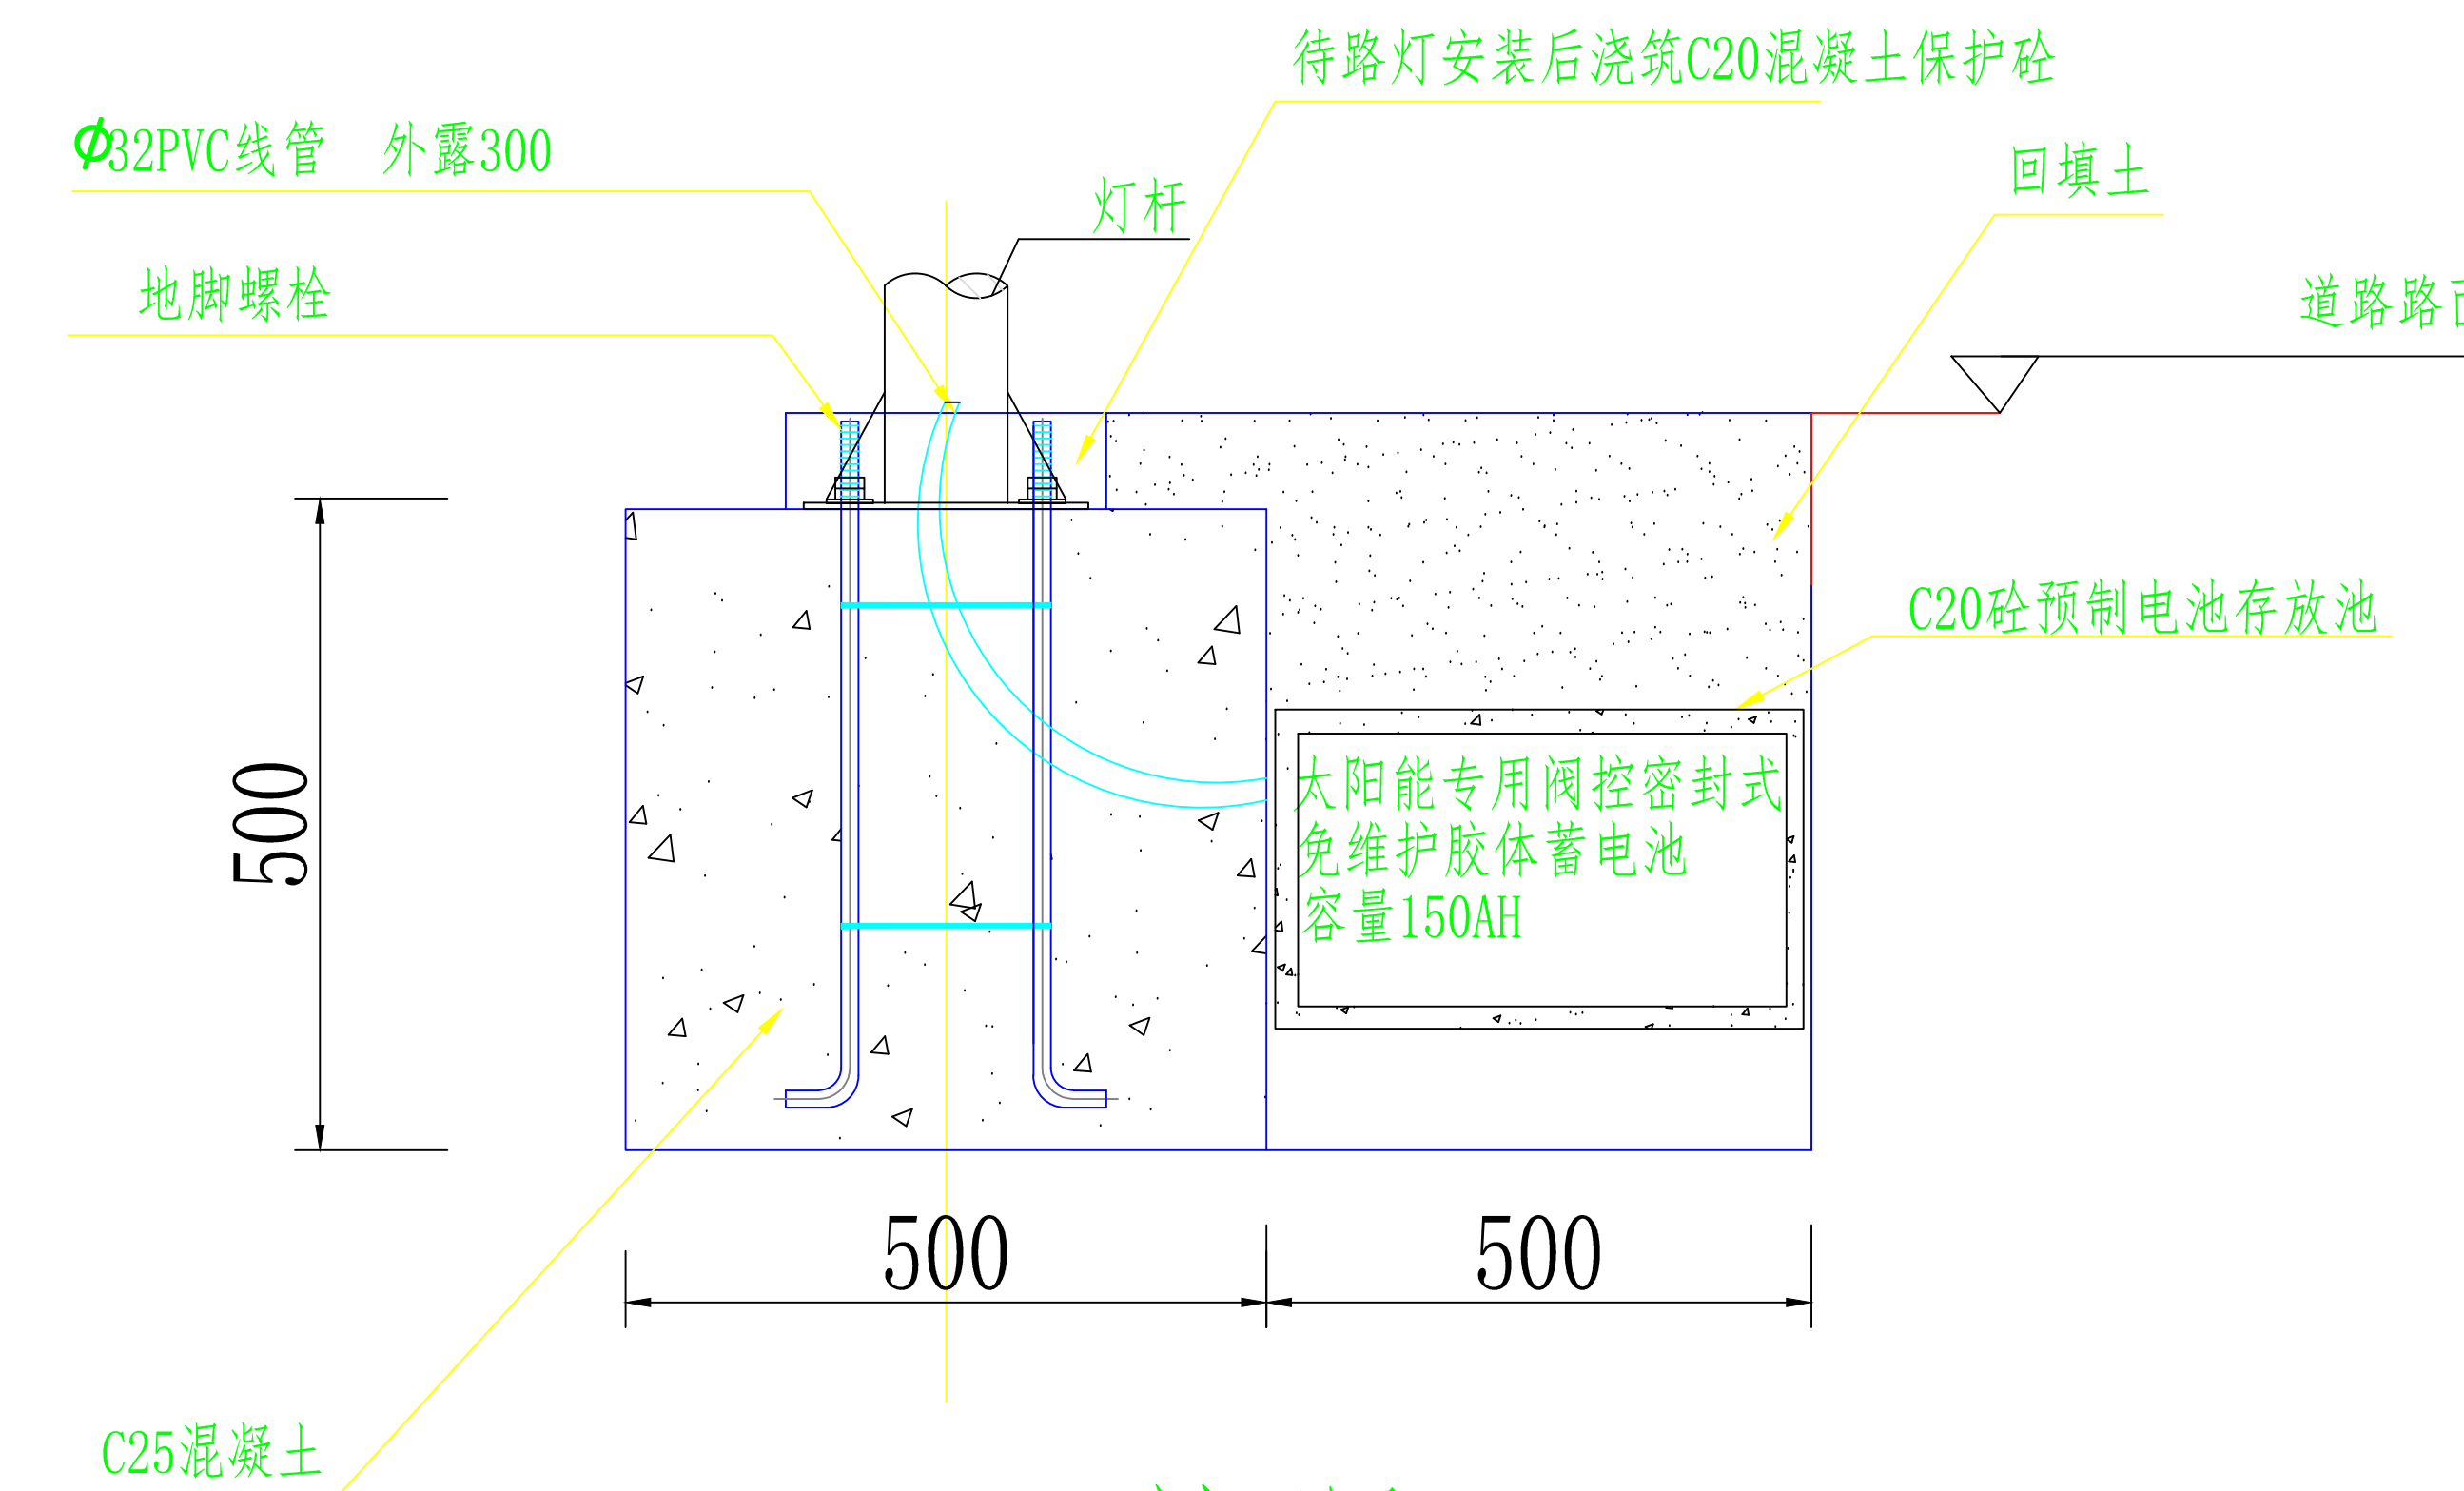 待路灯安装后浇筑C20混凝土保护砼
ϕ32PVC线管 外露300
回填土
灯杆
地脚螺栓
道路路
C20砼预制电池存放池
太阳能专用阀控密封式
免维护胶体蓄电池
容量150AH
500
500
500
C25混凝土